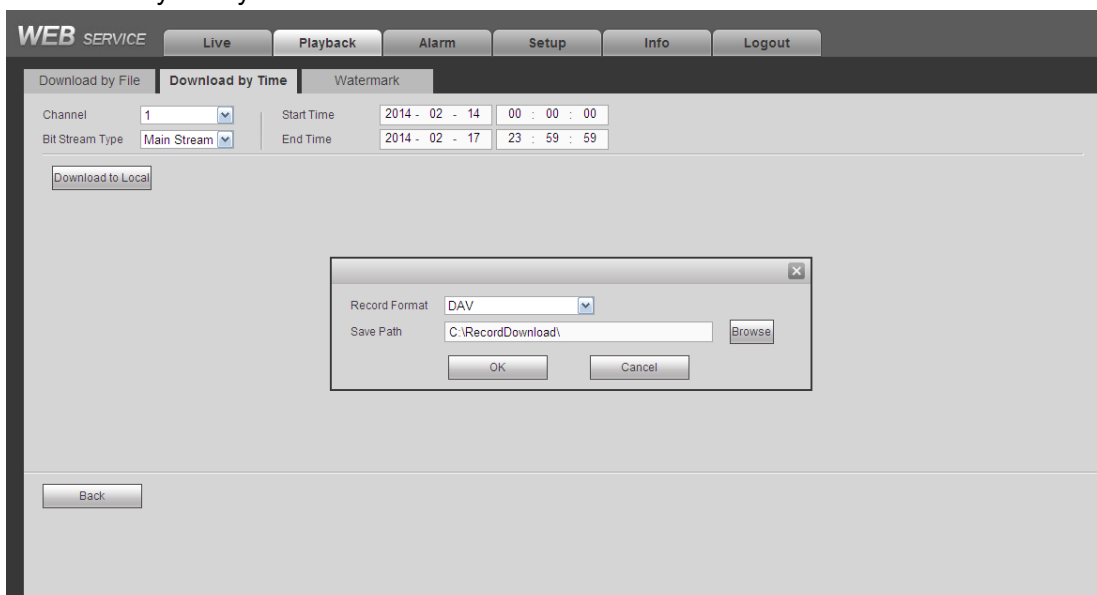 WEB SERVICE Live Playback Alarm Setup Info Logout
Download by File Download by Time Watermark
Channel 1 Start Time 2014 - 02 - 14 00 : 00 : 00
Bit Stream Type Main Stream End Time 2014 - 02 - 17 23 : 59 : 59
Download to Local
Record Format DAV
Save Path C:\RecordDownload\ Browse
OK Cancel
Back